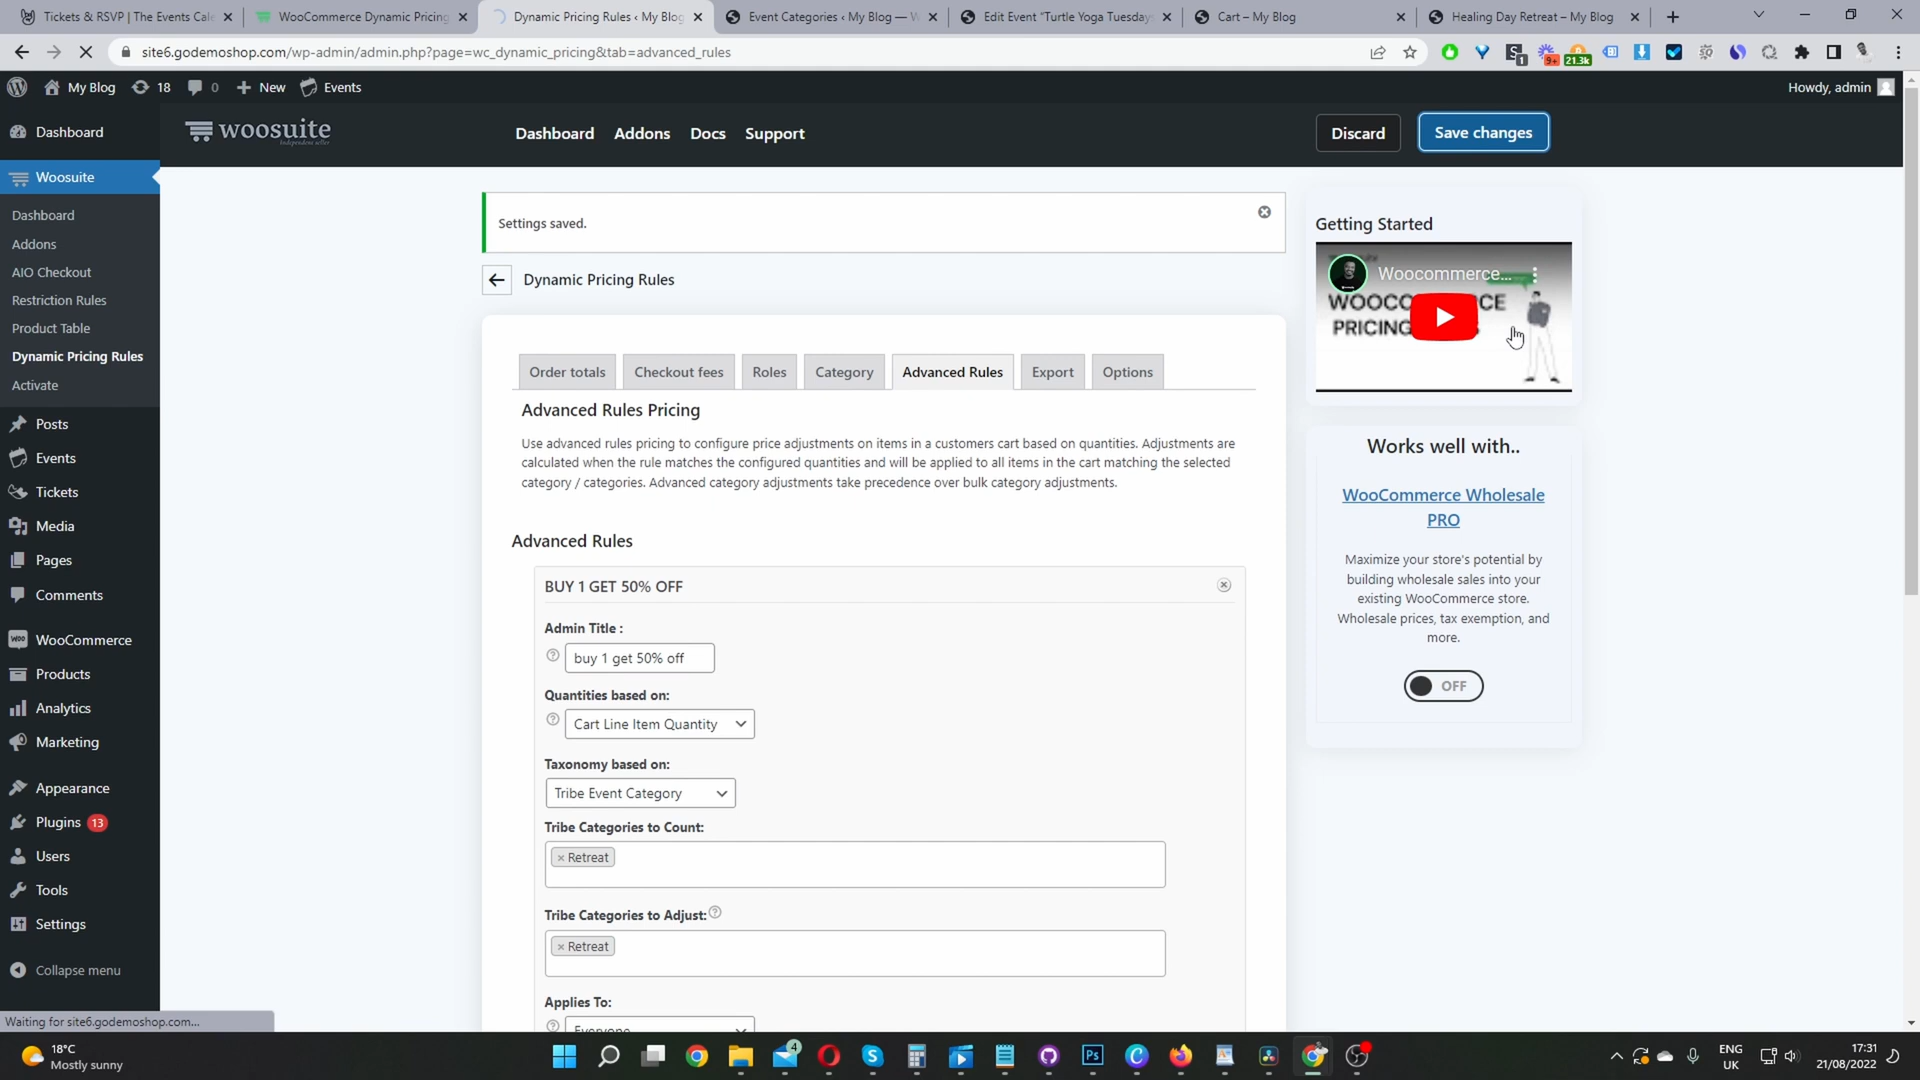 Tickets & RSVP | The Events Cale
WooCommerce Dynamic Pricing
Dynamic Pricing Rules ‹ My Blog
Event Categories ‹ My Blog — W
Edit Event "Turtle Yoga Tuesdays
Cart – My Blog
Healing Day Retreat – My Blog
site6.godemoshop.com/wp-admin/admin.php?page=wc_dynamic_pricing&tab=advanced_rules
1
9+
21.3k
My Blog
18
0
New
Events
Howdy, admin
Dashboard
Woosuite
Dashboard
Addons
AIO Checkout
Restriction Rules
Product Table
Dynamic Pricing Rules
Activate
Posts
Events
Tickets
Media
Pages
Comments
WooCommerce
Products
Analytics
Marketing
Appearance
Plugins 13
Users
Tools
Settings
Collapse menu
Waiting for site6.godemoshop.com...
woosuite
Dashboard
Addons
Docs
Support
Discard
Save changes
Settings saved.
Dynamic Pricing Rules
Order totals
Checkout fees
Roles
Category
Advanced Rules
Export
Options
Advanced Rules Pricing
Use advanced rules pricing to configure price adjustments on items in a customers cart based on quantities. Adjustments are
calculated when the rule matches the configured quantities and will be applied to all items in the cart matching the selected
category / categories. Advanced category adjustments take precedence over bulk category adjustments.
Advanced Rules
BUY 1 GET 50% OFF
Admin Title :
buy 1 get 50% off
Quantities based on:
Cart Line Item Quantity
Taxonomy based on:
Tribe Event Category
Tribe Categories to Count:
× Retreat
Tribe Categories to Adjust:
× Retreat
Applies To:
Everyone
Getting Started
Woocommerce...
PRICING
Works well with..
WooCommerce Wholesale
PRO
Maximize your store's potential by
building wholesale sales into your
existing WooCommerce store.
Wholesale prices, tax exemption, and
more.
OFF
18°C
Mostly sunny
4
Ps
ENG
UK
17:31
21/08/2022